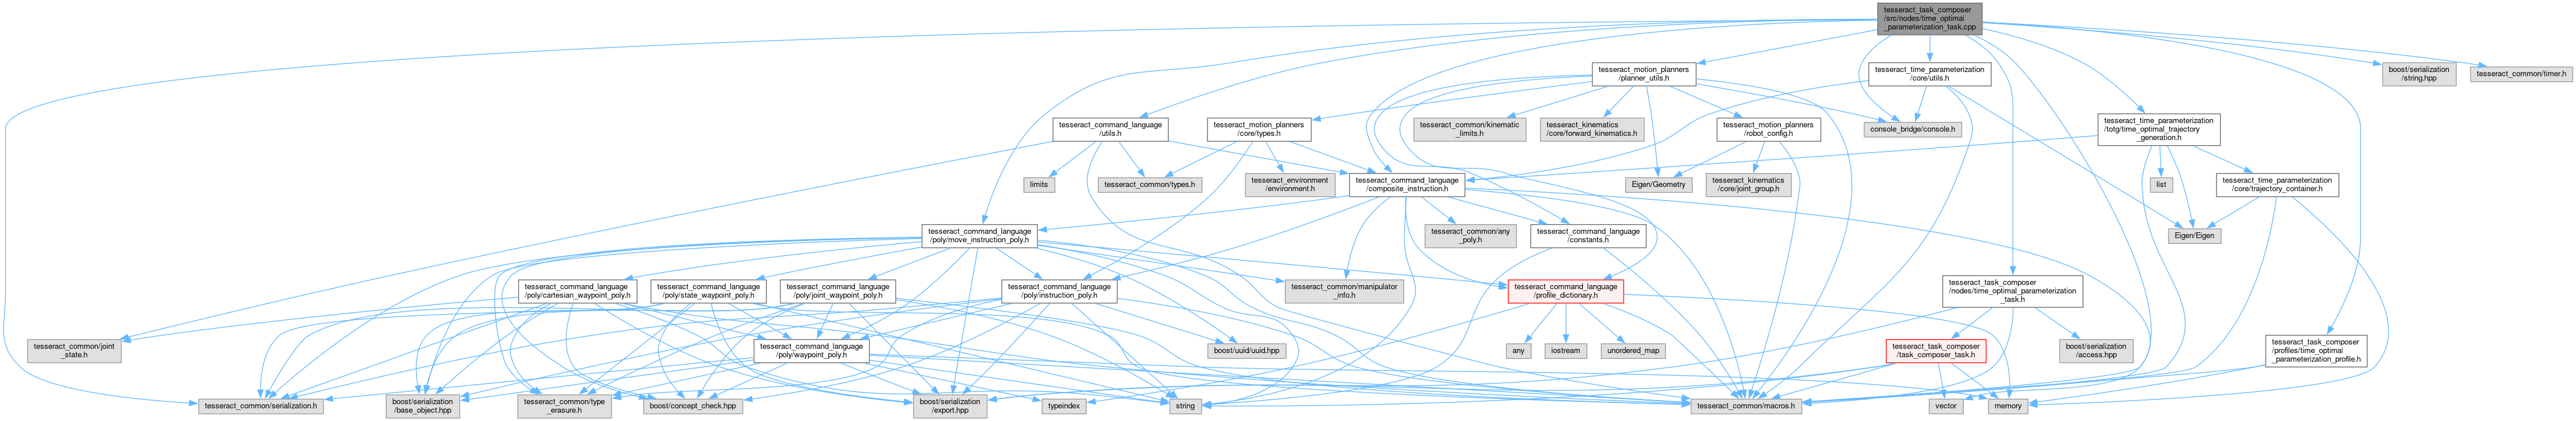 tesseract_task_composer
/src/nodes/time_optimal
_parameterization_task.cpp
tesseract_motion_planners
/planner_utils.h
tesseract_time_parameterization
/core/utils.h
boost/serialization
/string.hpp
tesseract_common/timer.h
tesseract_command_language
/utils.h
tesseract_motion_planners
/core/types.h
tesseract_common/kinematic
_limits.h
tesseract_kinematics
/core/forward_kinematics.h
tesseract_motion_planners
/robot_config.h
console_bridge/console.h
tesseract_time_parameterization
/totg/time_optimal_trajectory
_generation.h
limits
tesseract_common/types.h
tesseract_environment
/environment.h
tesseract_command_language
/composite_instruction.h
Eigen/Geometry
tesseract_kinematics
/core/joint_group.h
list
tesseract_time_parameterization
/core/trajectory_container.h
tesseract_command_language
/poly/move_instruction_poly.h
tesseract_common/any
_poly.h
tesseract_command_language
/constants.h
Eigen/Eigen
tesseract_command_language
/poly/cartesian_waypoint_poly.h
tesseract_command_language
/poly/state_waypoint_poly.h
tesseract_command_language
/poly/joint_waypoint_poly.h
tesseract_command_language
/poly/instruction_poly.h
tesseract_common/manipulator
_info.h
tesseract_command_language
/profile_dictionary.h
tesseract_task_composer
/nodes/time_optimal_parameterization
_task.h
tesseract_common/joint
_state.h
tesseract_command_language
/poly/waypoint_poly.h
boost/uuid/uuid.hpp
any
iostream
unordered_map
tesseract_task_composer
/task_composer_task.h
boost/serialization
/access.hpp
tesseract_task_composer
/profiles/time_optimal
_parameterization_profile.h
tesseract_common/serialization.h
boost/serialization
/base_object.hpp
tesseract_common/type
_erasure.h
boost/concept_check.hpp
boost/serialization
/export.hpp
typeindex
string
tesseract_common/macros.h
vector
memory